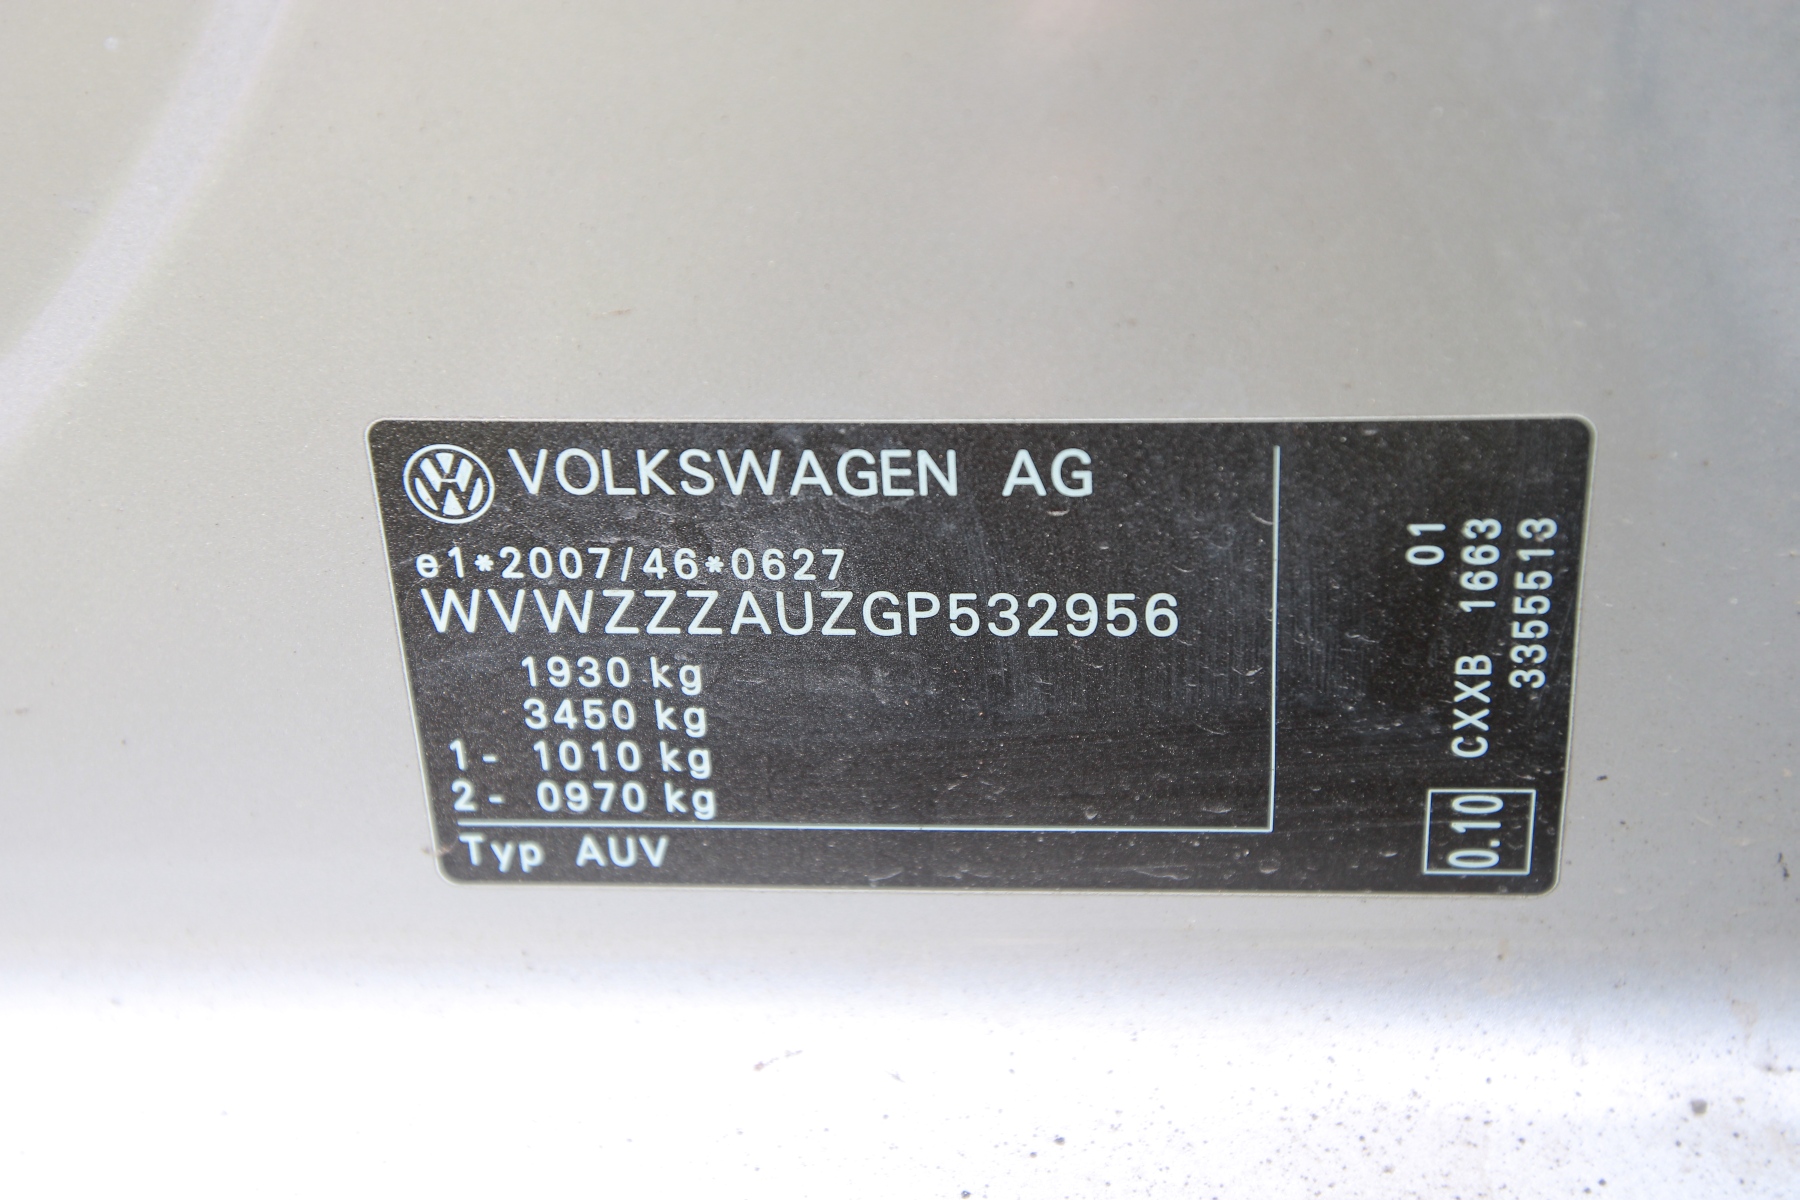 VOLKSWAGEN AG
e1*2007/46*0627
WVWZZZAUZGP532956
1930 kg
3450 kg
1- 1010 kg
2- 0970 kg
Typ AUV
01
CXXB 1663
3355513
0.10